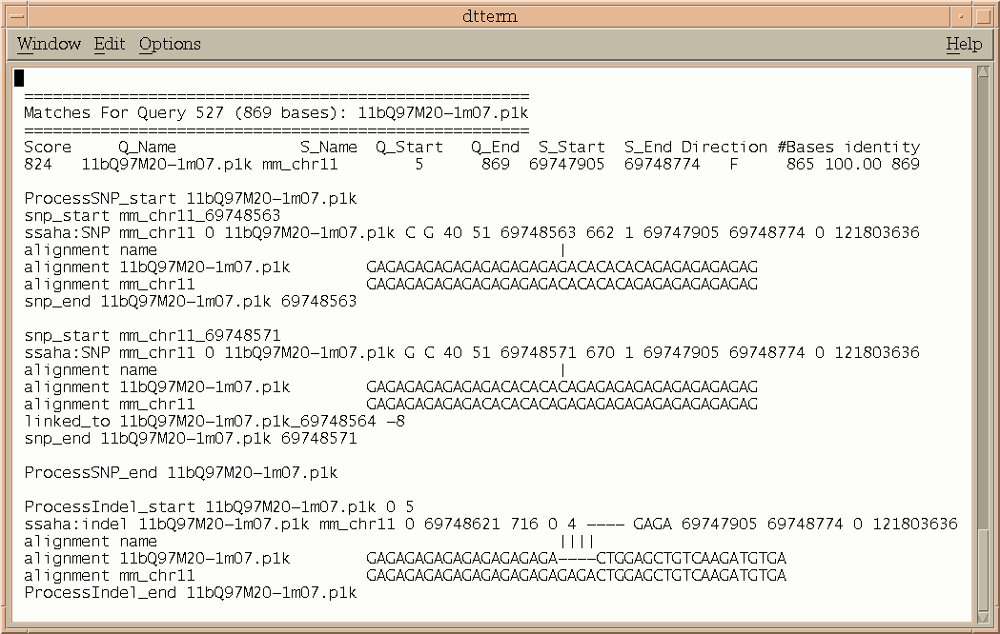 dtterm
Window Edit Options Help
=====================================================
Matches For Query 527 (869 bases): 11bQ97M20-1m07.p1k
=====================================================
Score     Q_Name             S_Name  Q_Start   Q_End  S_Start  S_End Direction #Bases identity
824   11bQ97M20-1m07.p1k mm_chr11        5      869  69747905  69748774   F     865 100.00 869
ProcessSNP_start 11bQ97M20-1m07.p1k
snp_start mm_chr11_69748563
ssaha:SNP mm_chr11 0 11bQ97M20-1m07.p1k C G 40 51 69748563 662 1 69747905 69748774 0 121803636
alignment name                                          |
alignment 11bQ97M20-1m07.p1k        GAGAGAGAGAGAGAGAGAGAGACACACACAGAGAGAGAGAG
alignment mm_chr11                  GAGAGAGAGAGAGAGAGAGACACACACAGAGAGAGAGAGAG
snp_end 11bQ97M20-1m07.p1k 69748563
snp_start mm_chr11_69748571
ssaha:SNP mm_chr11 0 11bQ97M20-1m07.p1k G C 40 51 69748571 670 1 69747905 69748774 0 121803636
alignment name                                          |
alignment 11bQ97M20-1m07.p1k        GAGAGAGAGAGAGACACACACAGAGAGAGAGAGAGAGAGAG
alignment mm_chr11                  GAGAGAGAGAGACACACACAGAGAGAGAGAGAGAGAGAGAG
linked_to 11bQ97M20-1m07.p1k_69748564 -8
snp_end 11bQ97M20-1m07.p1k 69748571
ProcessSNP_end 11bQ97M20-1m07.p1k
ProcessIndel_start 11bQ97M20-1m07.p1k 0 5
ssaha:indel 11bQ97M20-1m07.p1k mm_chr11 0 69748621 716 0 4 ---- GAGA 69747905 69748774 0 121803636
alignment name                                          ||||
alignment 11bQ97M20-1m07.p1k        GAGAGAGAGAGAGAGAGAGA----CTGGAGCTGTCAAGATGTGA
alignment mm_chr11                  GAGAGAGAGAGAGAGAGAGAGAGACTGGAGCTGTCAAGATGTGA
ProcessIndel_end 11bQ97M20-1m07.p1k